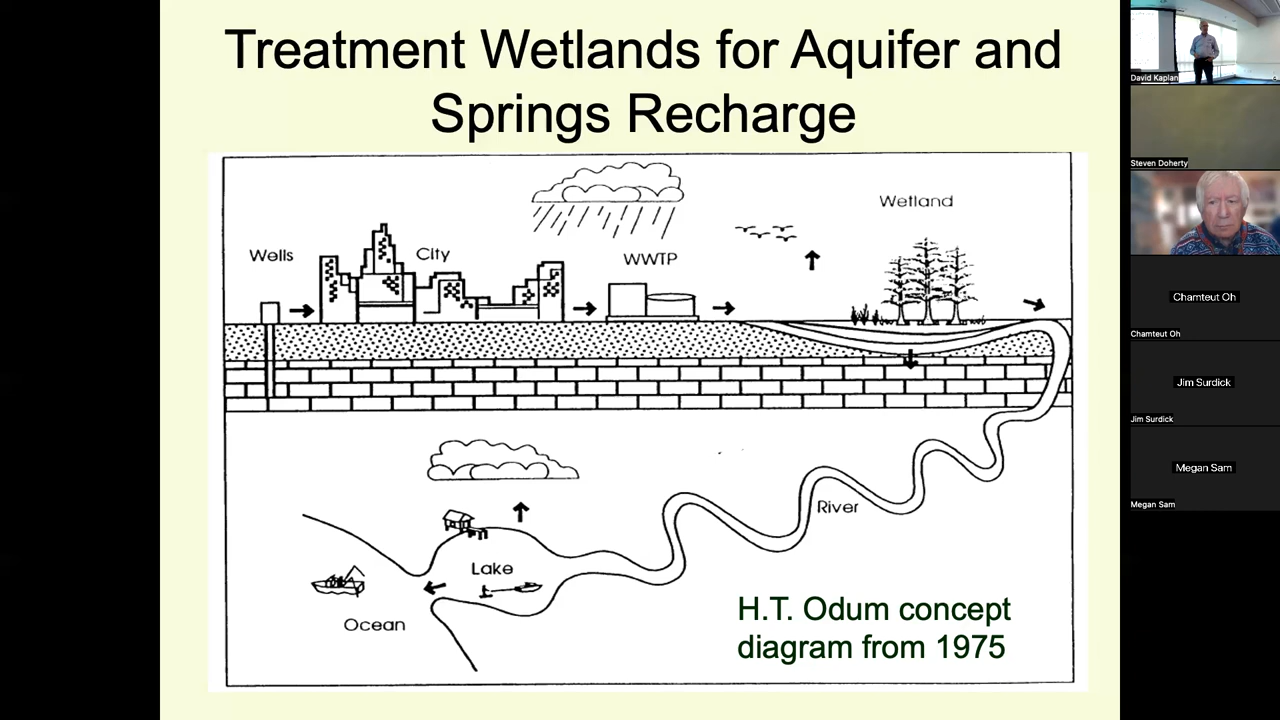 Treatment Wetlands for Aquifer and
Springs Recharge
Wetland
Wells
City
WWTP
River
Lake
Ocean
H.T. Odum concept
diagram from 1975
David Kaplan
Steven Doherty
Chamteut Oh
Chamteut Oh
Jim Surdick
Jim Surdick
Megan Sam
Megan Sam